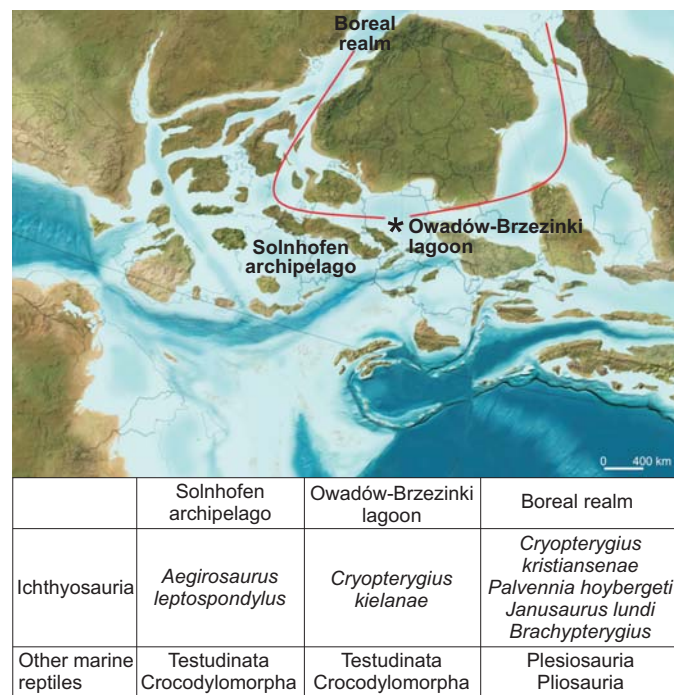 Boreal
realm
Owadów-Brzezinki
lagoon
Solnhofen
archipelago
0 400 km
Solnhofen
archipelago
Owadów-Brzezinki
lagoon
Boreal realm
Ichthyosauria
Aegirosaurus
leptospondylus
Cryopterygius
kielanae
Cryopterygius
kristiansenae
Palvennia hoybergeti
Janusaurus lundi
Brachypterygius
Other marine
reptiles
Testudinata
Crocodylomorpha
Testudinata
Crocodylomorpha
Plesiosauria
Pliosauria